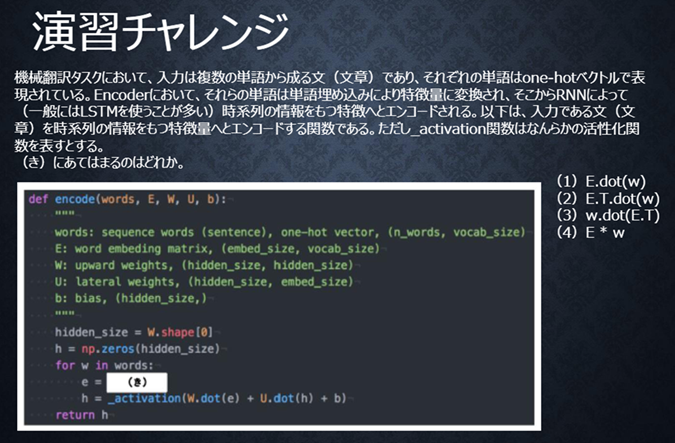 演習チャレンジ
機械翻訳タスクにおいて、入力は複数の単語から成る文（文章）であり、それぞれの単語はone-hotベクトルで表
現されている。Encoderにおいて、それらの単語は単語埋め込みにより特徴量に変換され、そこからRNNによって
（一般にはLSTMを使うことが多い）時系列の情報をもつ特徴へとエンコードされる。以下は、入力である文（文
章）を時系列の情報をもつ特徴量へとエンコードする関数である。ただし_activation関数はなんらかの活性化関
数を表すとする。
（き）にあてはまるのはどれか。
（1）E.dot(w)
（2）E.T.dot(w)
（3）w.dot(E.T)
（4）E * w
def encode(words, E, W, U, b):
"""
words: sequence words (sentence), one-hot vector, (n_words, vocab_size)
E: word embeding matrix, (embed_size, vocab_size)
W: upward weights, (hidden_size, hidden_size)
U: lateral weights, (hidden_size, embed_size)
b: bias, (hidden_size,)
"""
hidden_size = W.shape[0]
h = np.zeros(hidden_size)
for w in words:
e = （き）
h = _activation(W.dot(e) + U.dot(h) + b)
return h